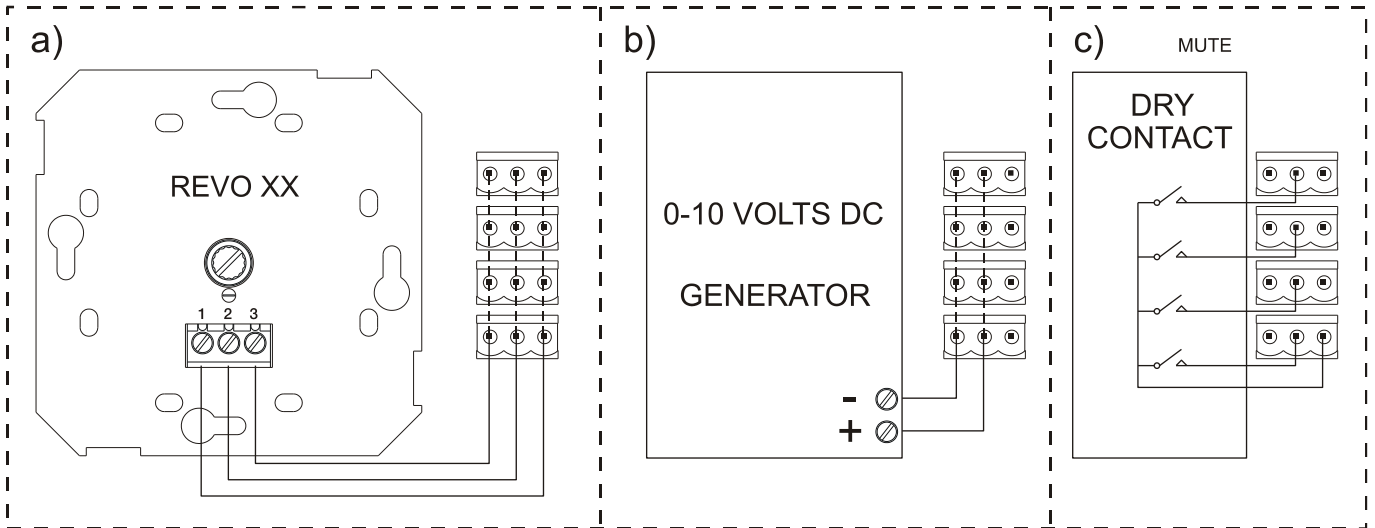 a)
REVO XX
1 2 3
b)
0-10 VOLTS DC
GENERATOR
-
+
c)
MUTE
DRY
CONTACT